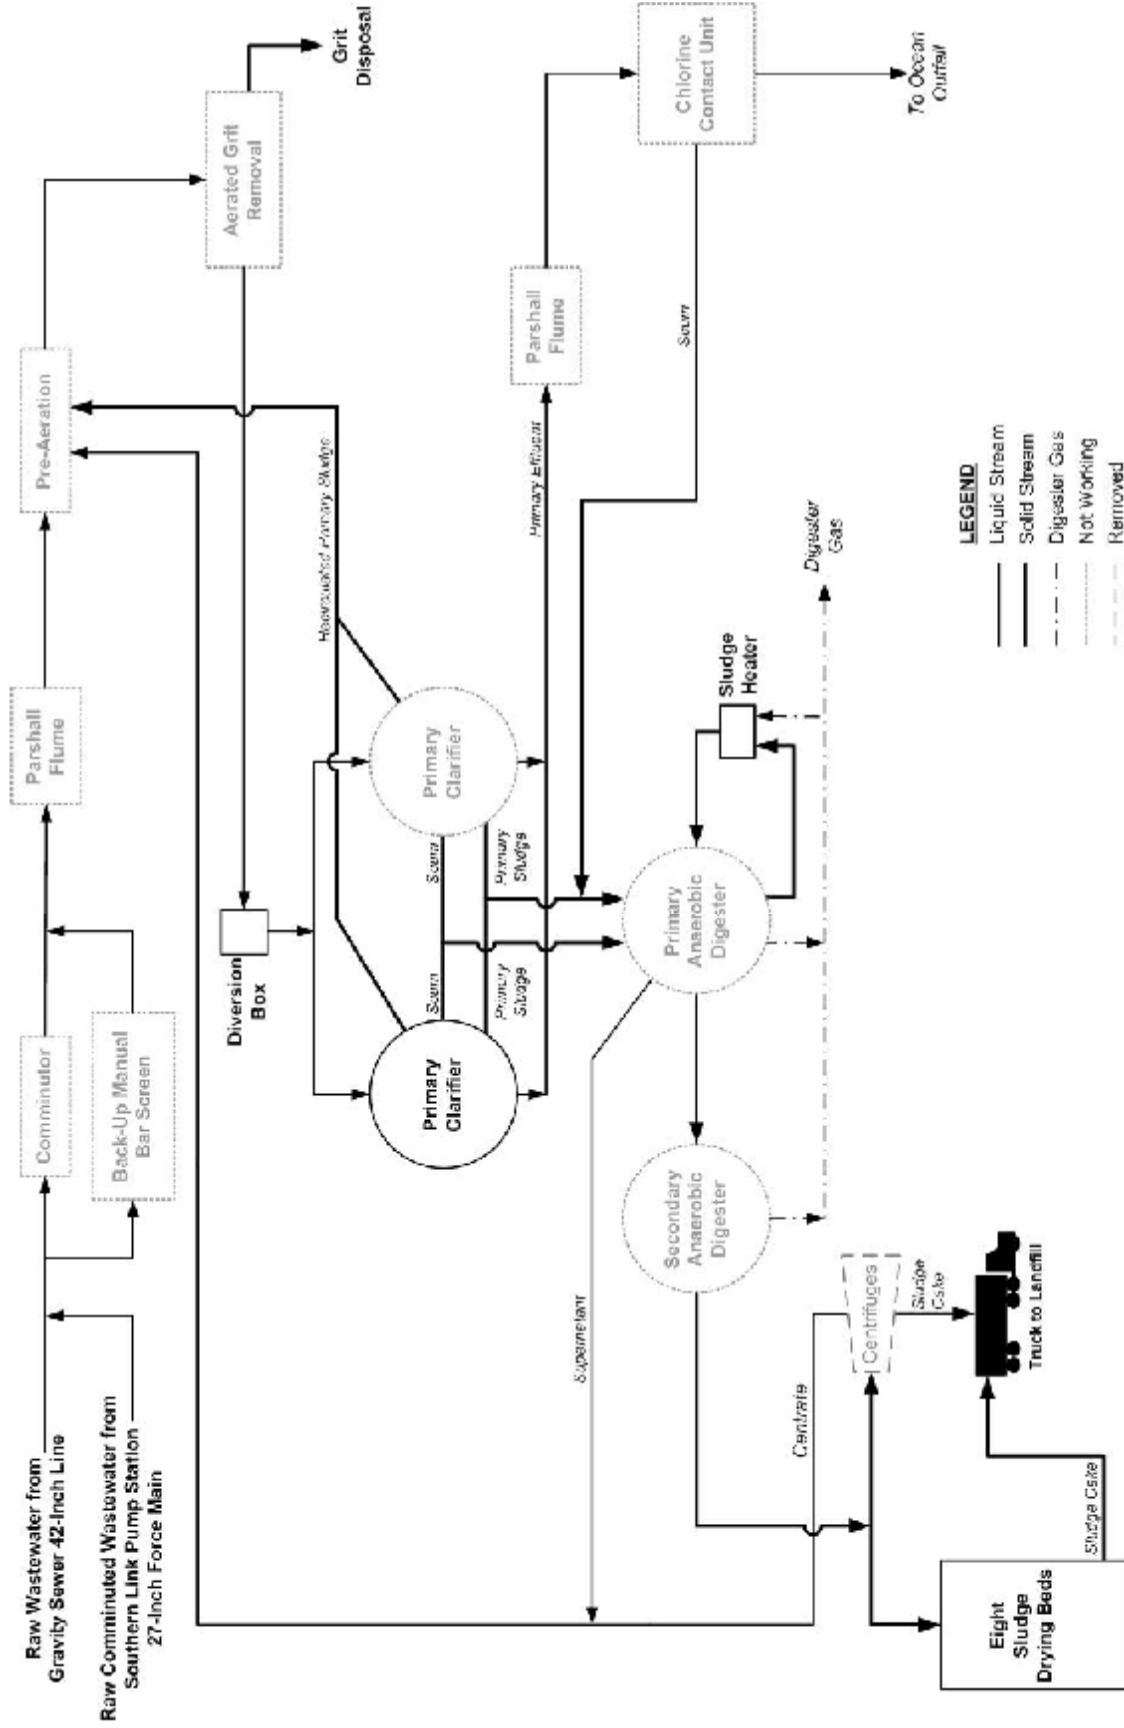 Raw Wastewater from
Gravity Sewer 42-Inch Line
Raw Comminuted Wastewater from
Southern Link Pump Station
27-Inch Force Main
Comminutor
Back-Up Manual
Bar Screen
Parshall
Flume
Pre-Aeration
Aerated Grit
Removal
Grit
Disposal
Diversion
Box
Recirculated Primary Sludge
Primary
Clarifier
Primary
Clarifier
Scum
Scum
Primary
Sludge
Primary
Sludge
Primary Effluent
Parshall
Flume
Chlorine
Contact Unit
To Ocean
Outfall
Scum
Supernatant
Secondary
Anaerobic
Digester
Primary
Anaerobic
Digester
Sludge
Heater
Digester
Gas
Centrate
Centrifuges
Sludge
Cake
Truck to Landfill
Eight
Sludge
Drying Beds
Sludge Cake
LEGEND
Liquid Stream
Solid Stream
Digester Gas
Not Working
Removed